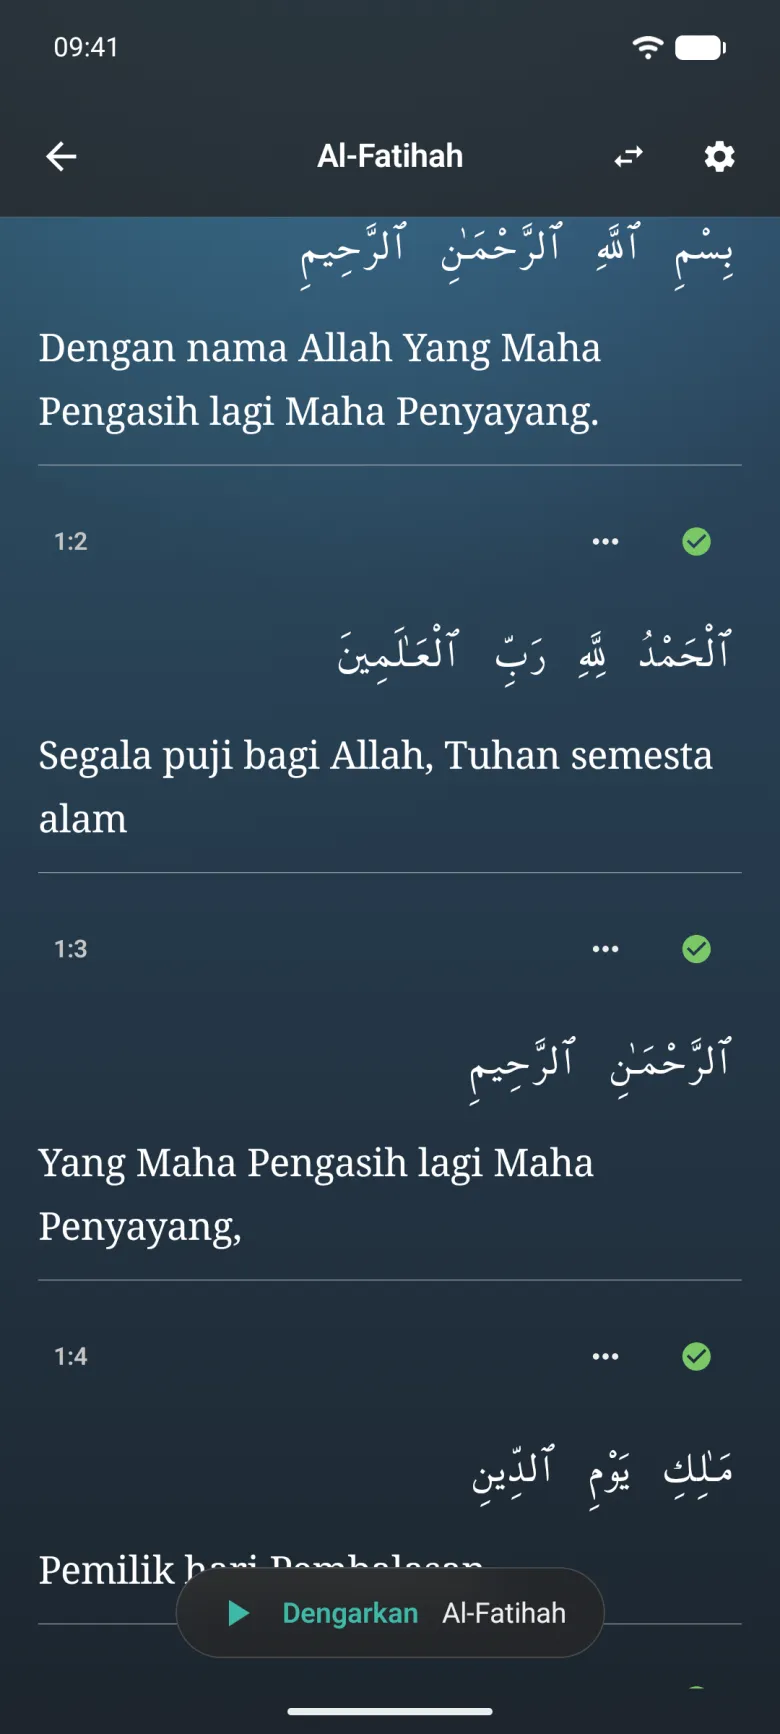 09:41
Al-Fatihah
بِسْمِ ٱللَّهِ ٱلرَّحْمَـٰنِ ٱلرَّحِيمِ
Dengan nama Allah Yang Maha
Pengasih lagi Maha Penyayang.
1:2
ٱلْحَمْدُ لِلَّهِ رَبِّ ٱلْعَـٰلَمِينَ
Segala puji bagi Allah, Tuhan semesta
alam
1:3
ٱلرَّحْمَـٰنِ ٱلرَّحِيمِ
Yang Maha Pengasih lagi Maha
Penyayang,
1:4
مَـٰلِكِ يَوْمِ ٱلدِّينِ
Pemilik hari Pembalasan
Dengarkan Al-Fatihah